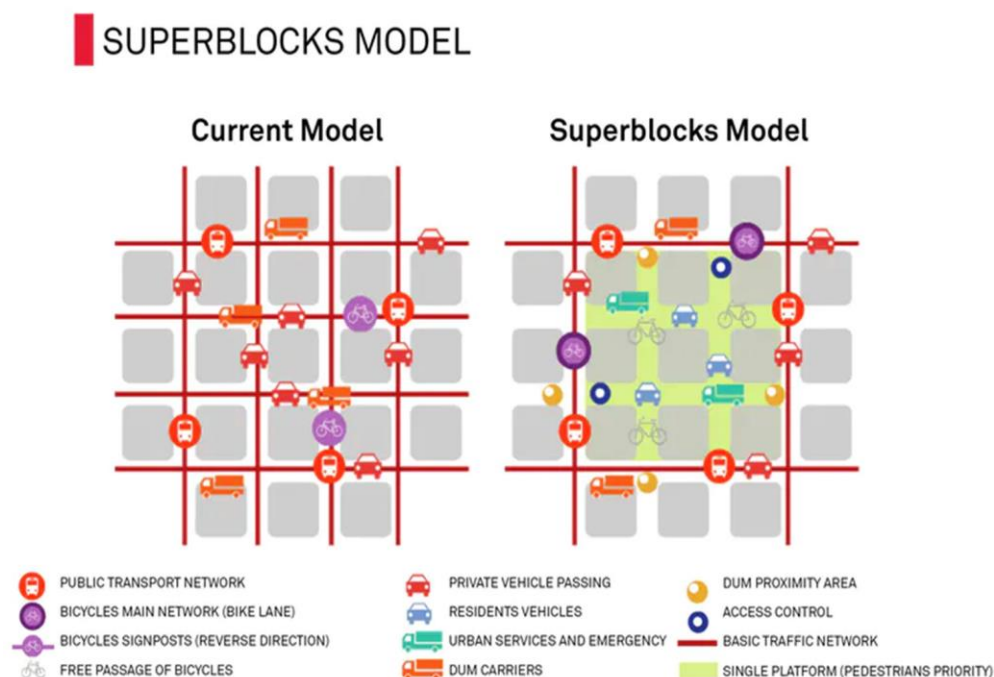 SUPERBLOCKS MODEL
Current Model
Superblocks Model
PUBLIC TRANSPORT NETWORK
BICYCLES MAIN NETWORK (BIKE LANE)
BICYCLES SIGNPOSTS (REVERSE DIRECTION)
FREE PASSAGE OF BICYCLES
PRIVATE VEHICLE PASSING
RESIDENTS VEHICLES
URBAN SERVICES AND EMERGENCY
DUM CARRIERS
DUM PROXIMITY AREA
ACCESS CONTROL
BASIC TRAFFIC NETWORK
SINGLE PLATFORM (PEDESTRIANS PRIORITY)